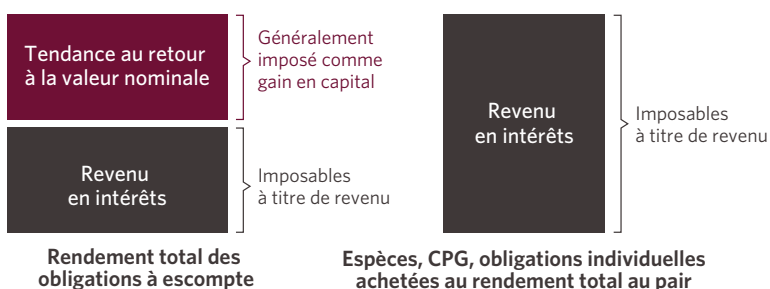 Tendance au retour
à la valeur nominale
Généralement
imposé comme
gain en capital
Revenu
en intérêts
Imposables
à titre de revenu
Rendement total des
obligations à escompte
Revenu
en intérêts
Imposables
à titre de revenu
Espèces, CPG, obligations individuelles
achetées au rendement total au pair